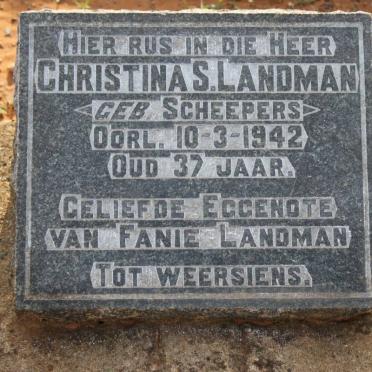 HIER RUS IN DIE HEER
CHRISTINA S. LANDMAN
<GEB. SCHEEPERS>
OORL. 10-3-1942
OUD 37 JAAR.
GELIEFDE EGGENOTE
VAN FANIE LANDMAN
TOT WEERSIENS.